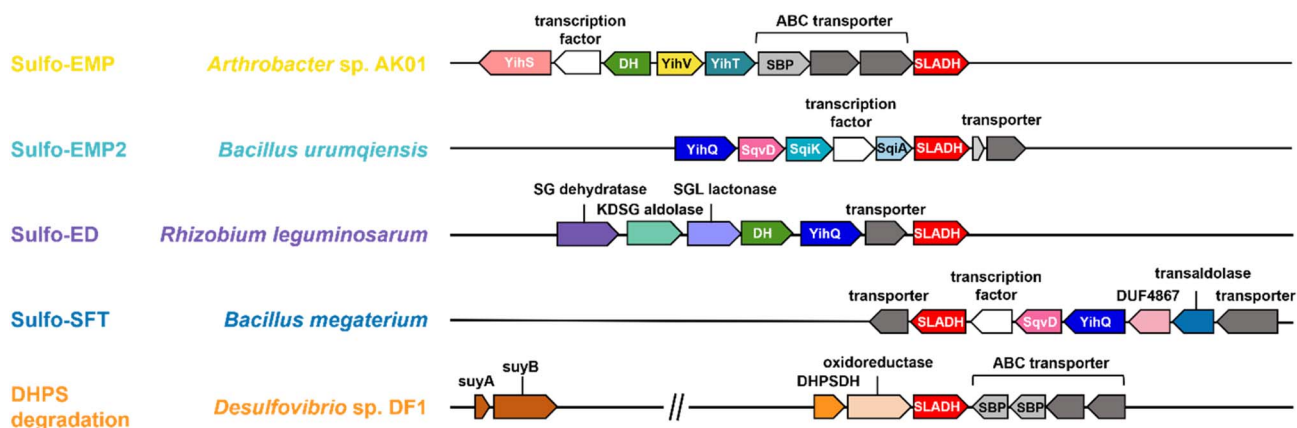 transcription
factor
ABC transporter
Sulfo-EMP
Arthrobacter sp. AK01
YihS
DH
YihV
YihT
SBP
SLADH
transcription
factor
transporter
Sulfo-EMP2
Bacillus urumqiensis
YihQ
SqvD
SqiK
SqiA
SLADH
SG dehydratase
SGL lactonase
KDSG aldolase
transporter
Sulfo-ED
Rhizobium leguminosarum
DH
YihQ
SLADH
transcription
factor
transaldolase
transporter
DUF4867
transporter
Sulfo-SFT
Bacillus megaterium
SLADH
SqvD
YihQ
oxidoreductase
ABC transporter
suyB
suyA
DHPSDH
DHPS
degradation
Desulfovibrio sp. DF1
//
SLADH
SBP
SBP